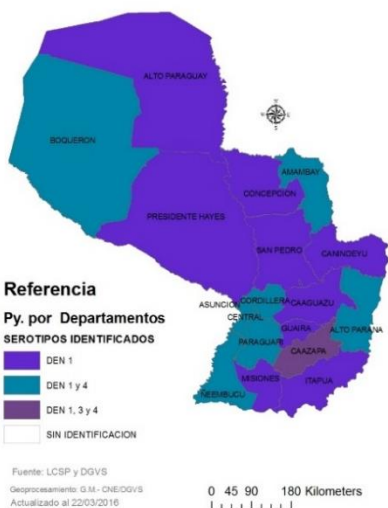 ALTO PARAGUAY
BOQUERON
AMAMBAY
CONCEPCION
PRESIDENTE HAYES
SAN PEDRO
CANINDEYU
Referencia
Py. por Departamentos
SEROTIPOS IDENTIFICADOS
DEN 1
DEN 1 y 4
DEN 1, 3 y 4
SIN IDENTIFICACION
ASUNCION
CORDILLERA
CAAGUAZU
CENTRAL
GUAIRA
ALTO PARANA
PARAGUARI
CAAZAPA
MISIONES
ITAPUA
ÑEEMBUCU
Fuente: LCSP y DGVS
Geoprocesamiento: G.M.- CNE/DGVS
Actualizado al 22/03/2016
0 45 90 180 Kilometers